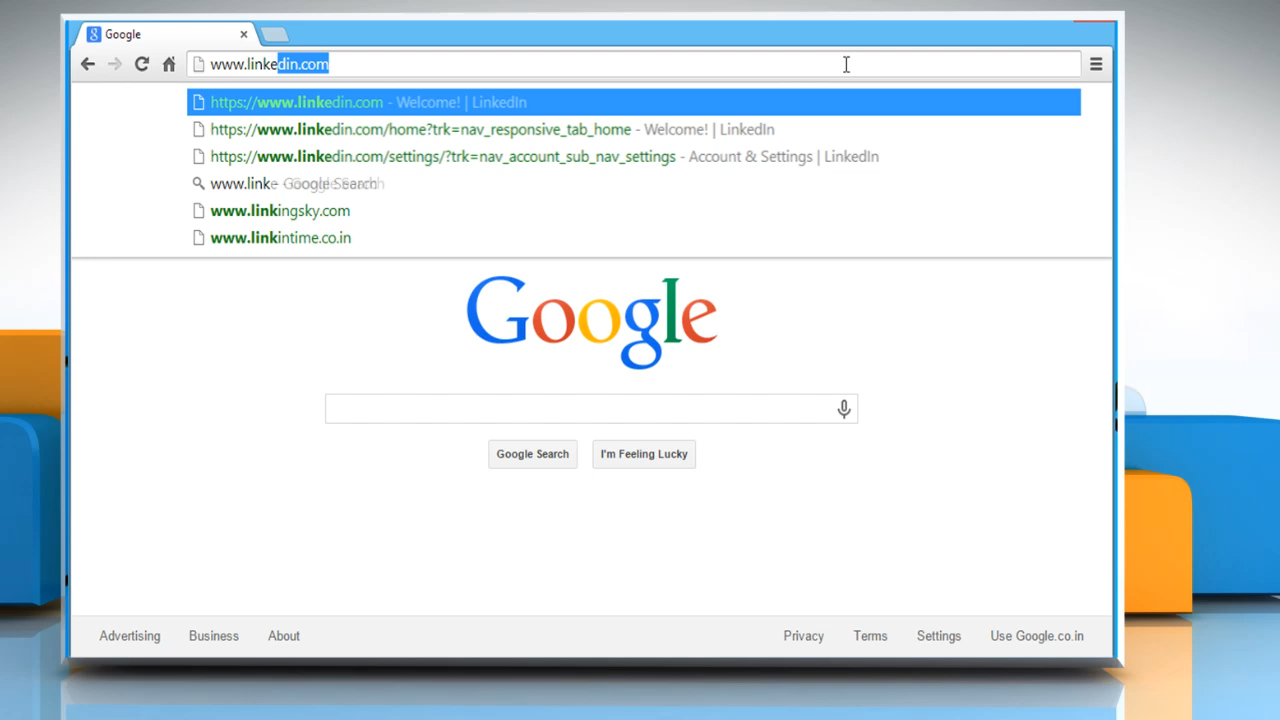 Google
www.linkedin.com
https://www.linkedin.com - Welcome! | LinkedIn
https://www.linkedin.com/home?trk=nav_responsive_tab_home - Welcome! | LinkedIn
https://www.linkedin.com/settings/?trk=nav_account_sub_nav_settings - Account & Settings | LinkedIn
www.linke - Google Search
www.linkingsky.com
www.linkintime.co.in
Google
Google Search I'm Feeling Lucky
Advertising Business About Privacy Terms Settings Use Google.co.in